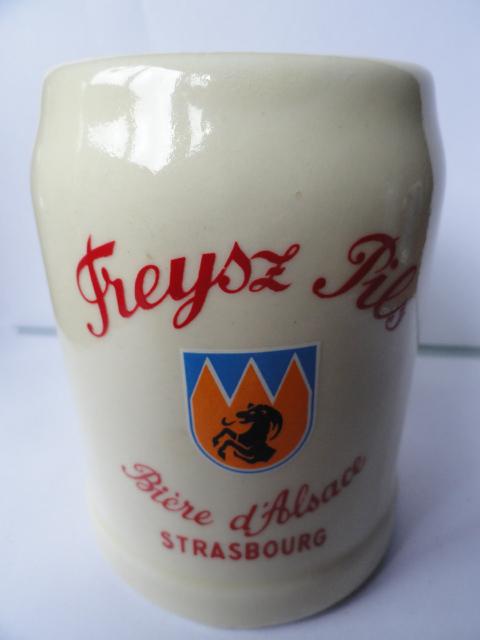 Freysz Pils
Bière d'Alsace
STRASBOURG